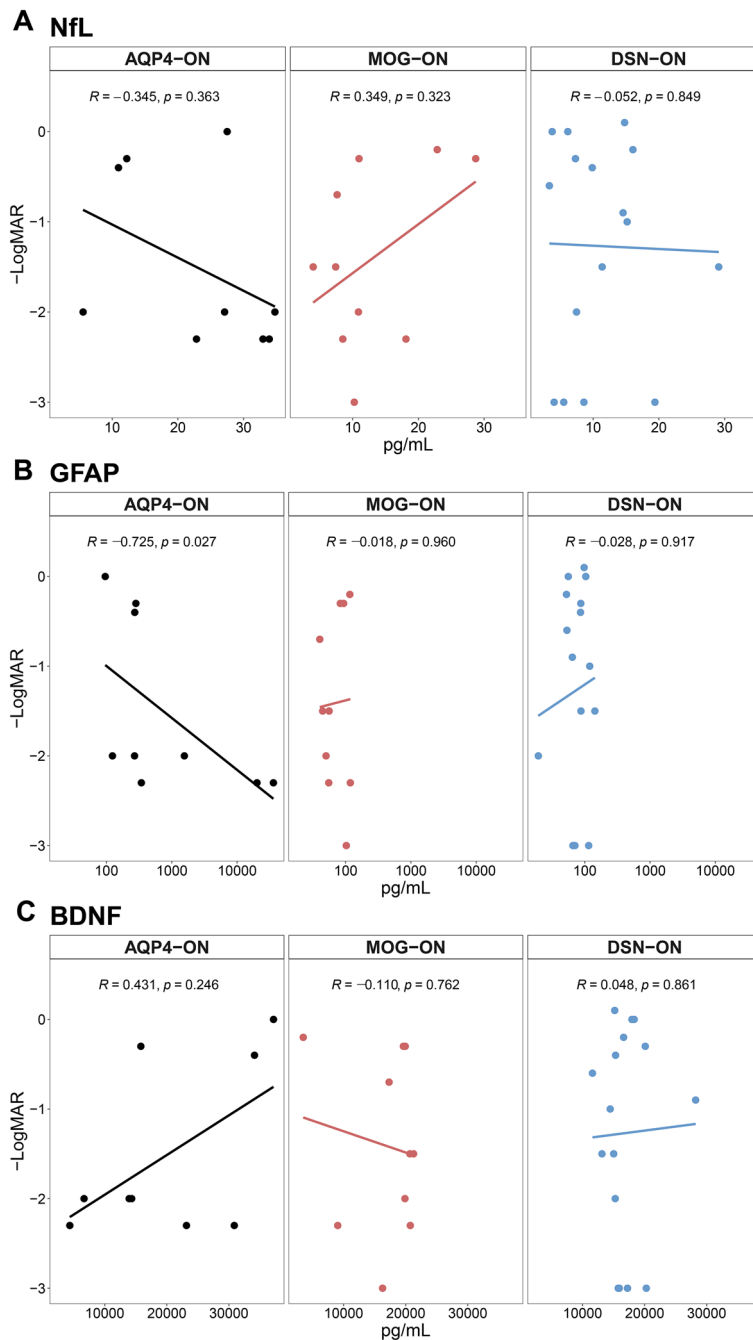 A NfL
AQP4−ON MOG−ON DSN−ON
R = −0.345, p = 0.363 R = 0.349, p = 0.323 R = −0.052, p = 0.849
0
−1
−2
−3
−LogMAR
10 20 30 10 20 30 10 20 30
pg/mL
B GFAP
AQP4−ON MOG−ON DSN−ON
R = −0.725, p = 0.027 R = −0.018, p = 0.960 R = −0.028, p = 0.917
0
−1
−2
−3
−LogMAR
100 1000 10000 100 1000 10000 100 1000 10000
pg/mL
C BDNF
AQP4−ON MOG−ON DSN−ON
R = 0.431, p = 0.246 R = −0.110, p = 0.762 R = 0.048, p = 0.861
0
−1
−2
−3
−LogMAR
10000 20000 30000 10000 20000 30000 10000 20000 30000
pg/mL